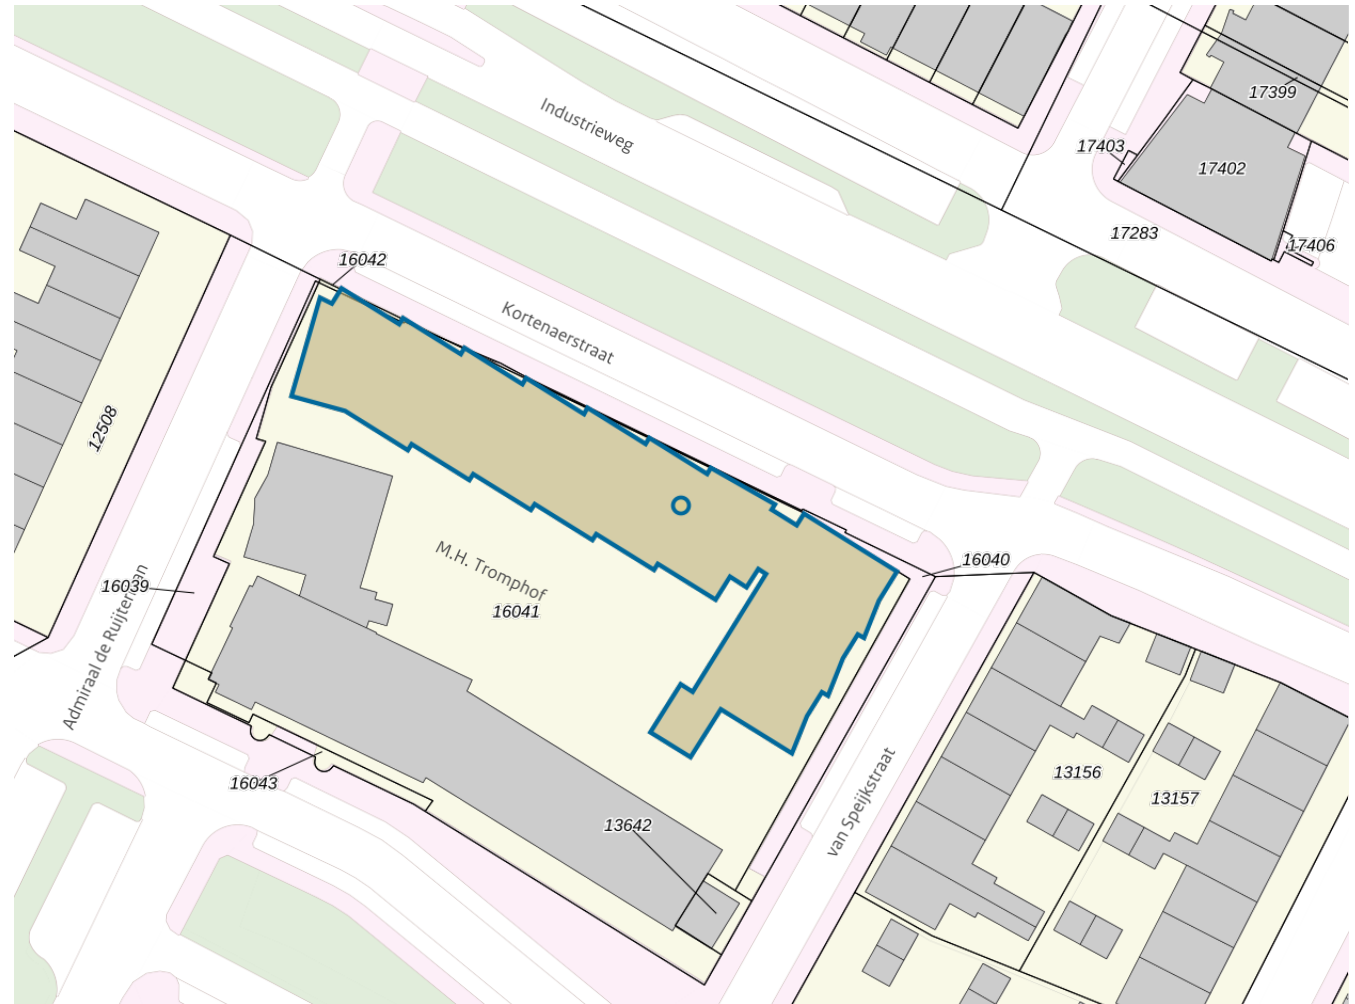 17399
Industrieweg
17403
17402
17283
17406
16042
Kortenaerstraat
12508
M.H. Tromphof
16041
16040
16039
Admiraal de Ruijterlaan
16043
13642
van Speijkstraat
13156
13157